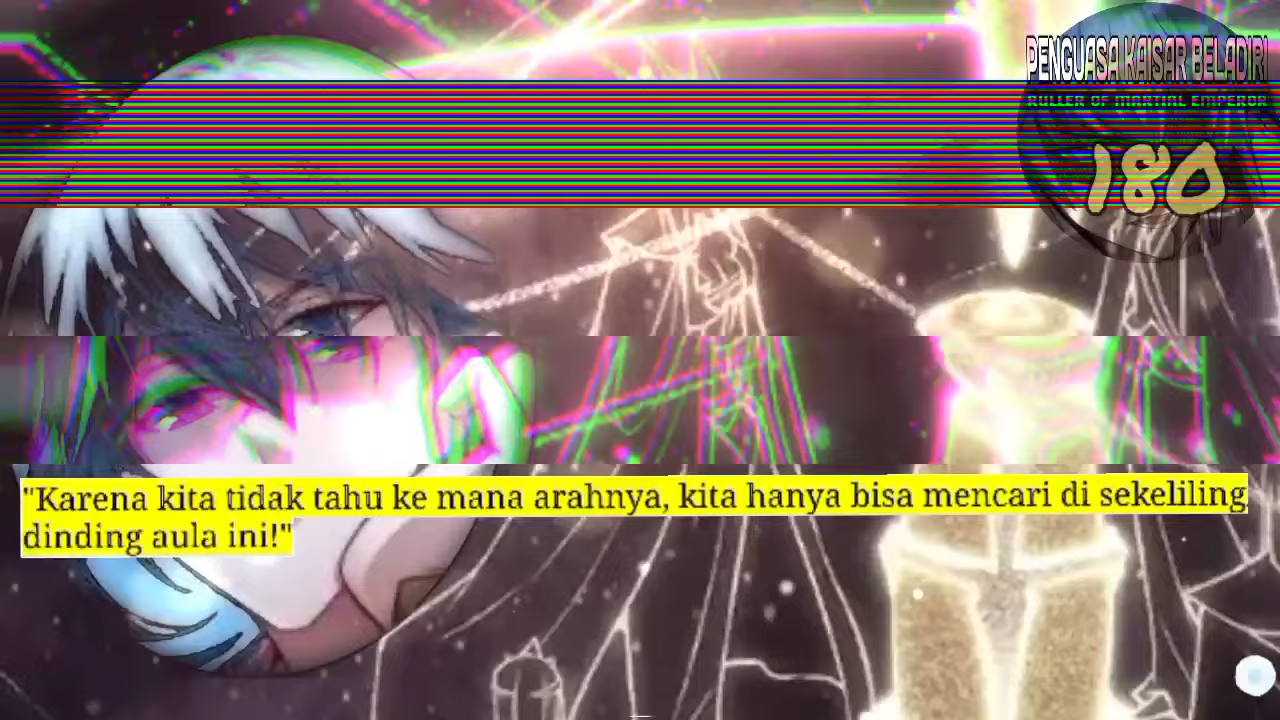 PENGUASA KAISAR BELADIRI
RULLER OF MARTIAL EMPEROR
180
"Karena kita tidak tahu ke mana arahnya, kita hanya bisa mencari di sekeliling
dinding aula ini!"